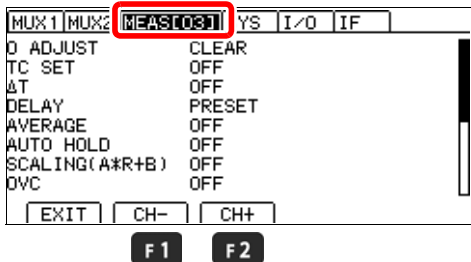 MUX1 MUX2 MEAS[03] YS I/O IF
0 ADJUST CLEAR
TC SET OFF
ΔT OFF
DELAY PRESET
AVERAGE OFF
AUTO HOLD OFF
SCALING(A*R+B) OFF
OVC OFF
EXIT CH- CH+
F1 F2